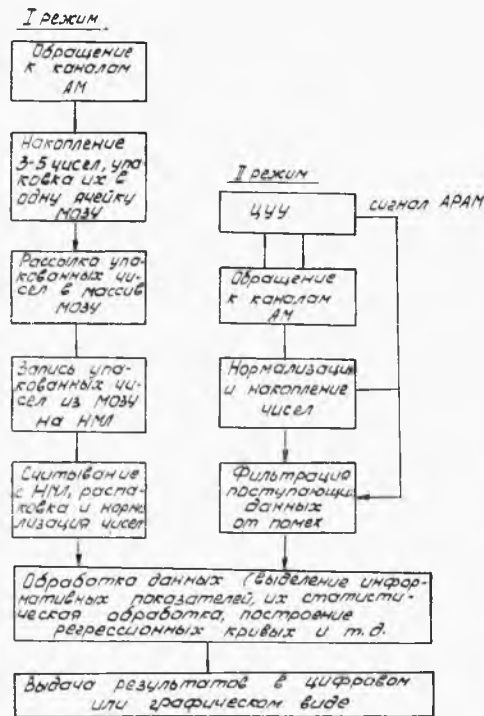 I режим
Обращение
к каналам
АМ
Накопление
3-5 чисел, упа-
ковка их в
одну ячейку
МОЗУ
Рассылка упа-
кованных чи-
сел в массив
МОЗУ
Запись упа-
кованных чи-
сел из МОЗУ
на НМЛ
Считывание
с НМЛ, распа-
ковка и норма-
лизация чисел
II режим
ЦУУ
сигнал АРАМ
Обращение
к каналам
АМ
Нормализация
и накопление
чисел
Фильтрация
поступающих
данных
от помех
Обработка данных (выделение инфор-
мативных показателей, их статисти-
ческая обработка, построение
регрессионных кривых и т.д.
Выдача результатов в цифровом
или графическом виде